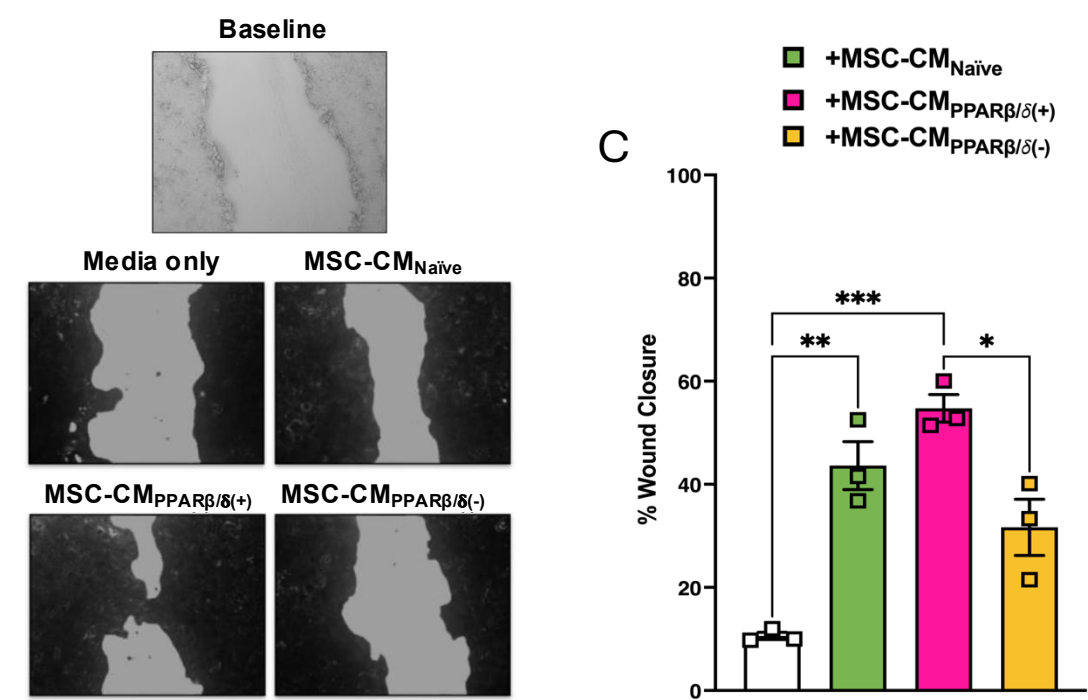 Baseline
Media only
MSC-CMNaïve
MSC-CMPPARβ/δ(+)
MSC-CMPPARβ/δ(-)
+MSC-CMNaïve
+MSC-CMPPARβ/δ(+)
+MSC-CMPPARβ/δ(-)
C
% Wound Closure
100
80
60
40
20
0
***
**
*